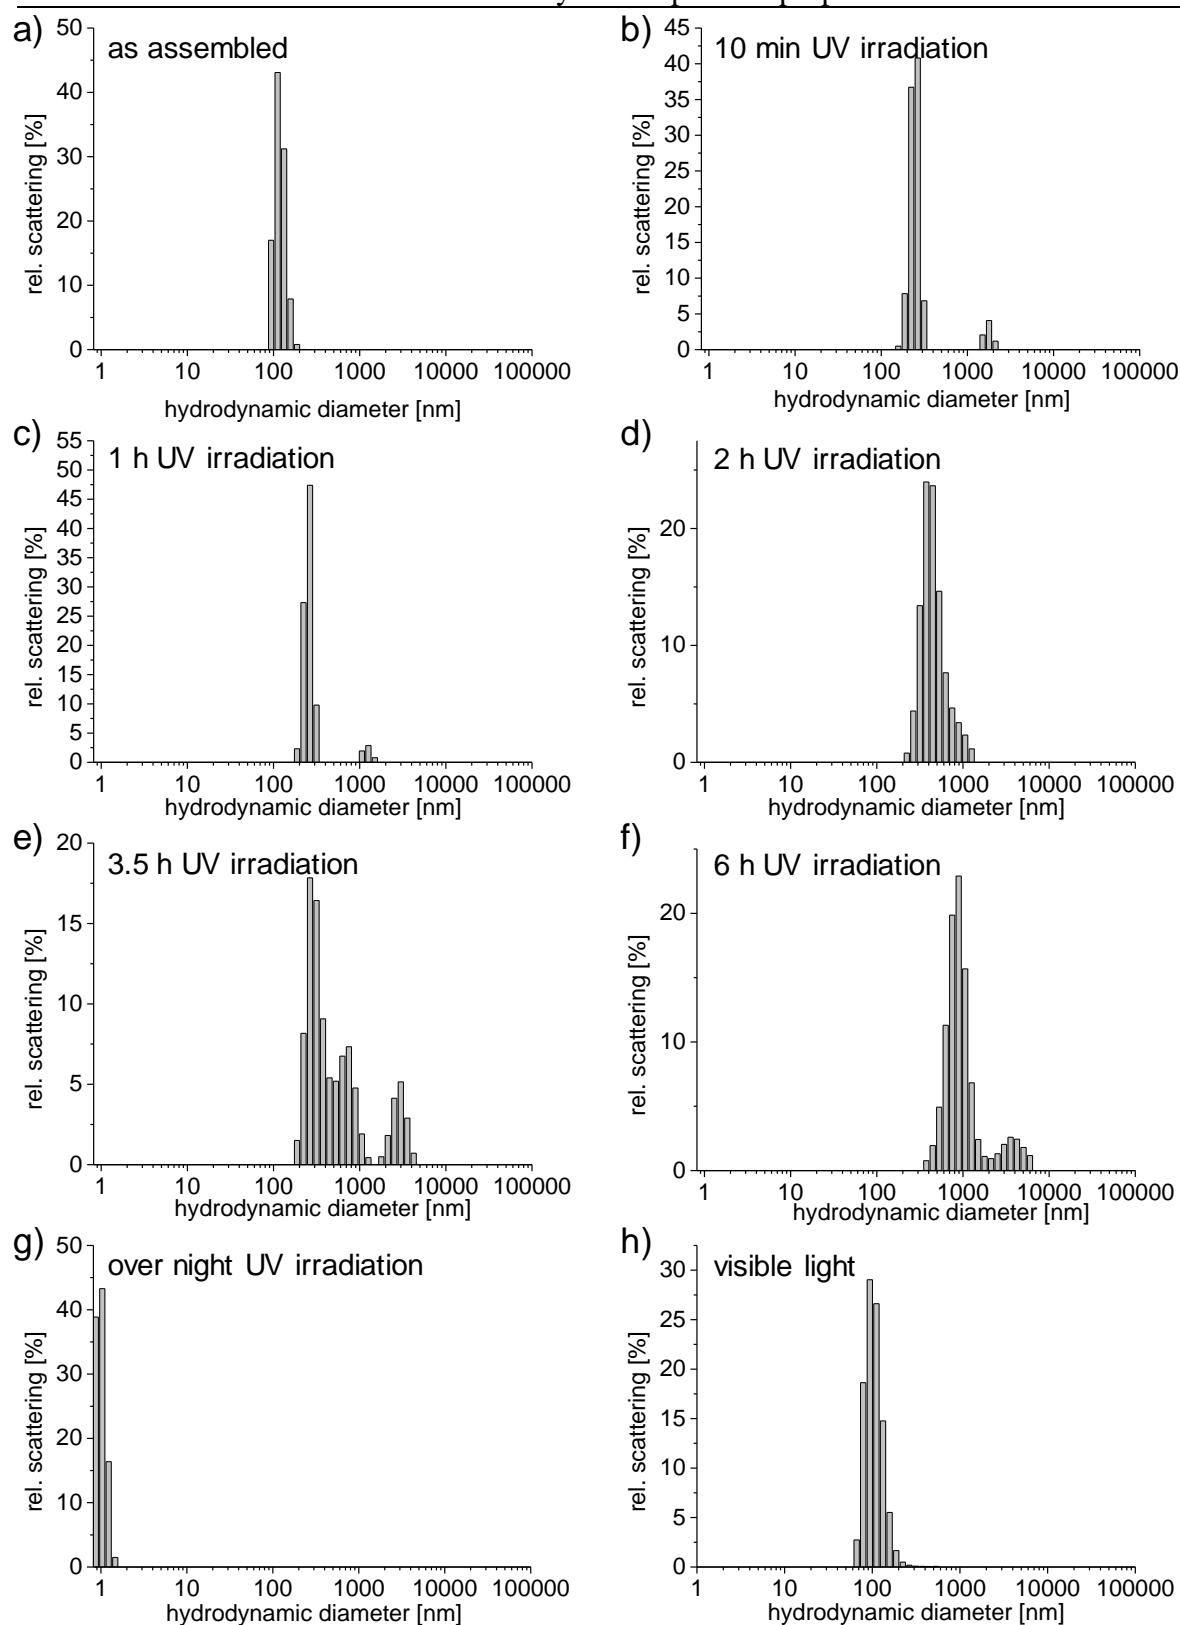 a)
as assembled
50
40
30
20
10
0
rel. scattering [%]
1 10 100 1000 10000 100000
hydrodynamic diameter [nm]
b)
10 min UV irradiation
45
40
35
30
25
20
15
10
5
0
rel. scattering [%]
1 10 100 1000 10000 100000
hydrodynamic diameter [nm]
c)
1 h UV irradiation
55
50
45
40
35
30
25
20
15
10
5
0
rel. scattering [%]
1 10 100 1000 10000 100000
hydrodynamic diameter [nm]
d)
2 h UV irradiation
20
10
0
rel. scattering [%]
1 10 100 1000 10000 100000
hydrodynamic diameter [nm]
e)
3.5 h UV irradiation
20
15
10
5
0
rel. scattering [%]
1 10 100 1000 10000 100000
hydrodynamic diameter [nm]
f)
6 h UV irradiation
20
10
0
rel. scattering [%]
1 10 100 1000 10000 100000
hydrodynamic diameter [nm]
g)
over night UV irradiation
50
40
30
20
10
0
rel. scattering [%]
1 10 100 1000 10000 100000
hydrodynamic diameter [nm]
h)
visible light
30
25
20
15
10
5
0
rel. scattering [%]
1 10 100 1000 10000 100000
hydrodynamic diameter [nm]